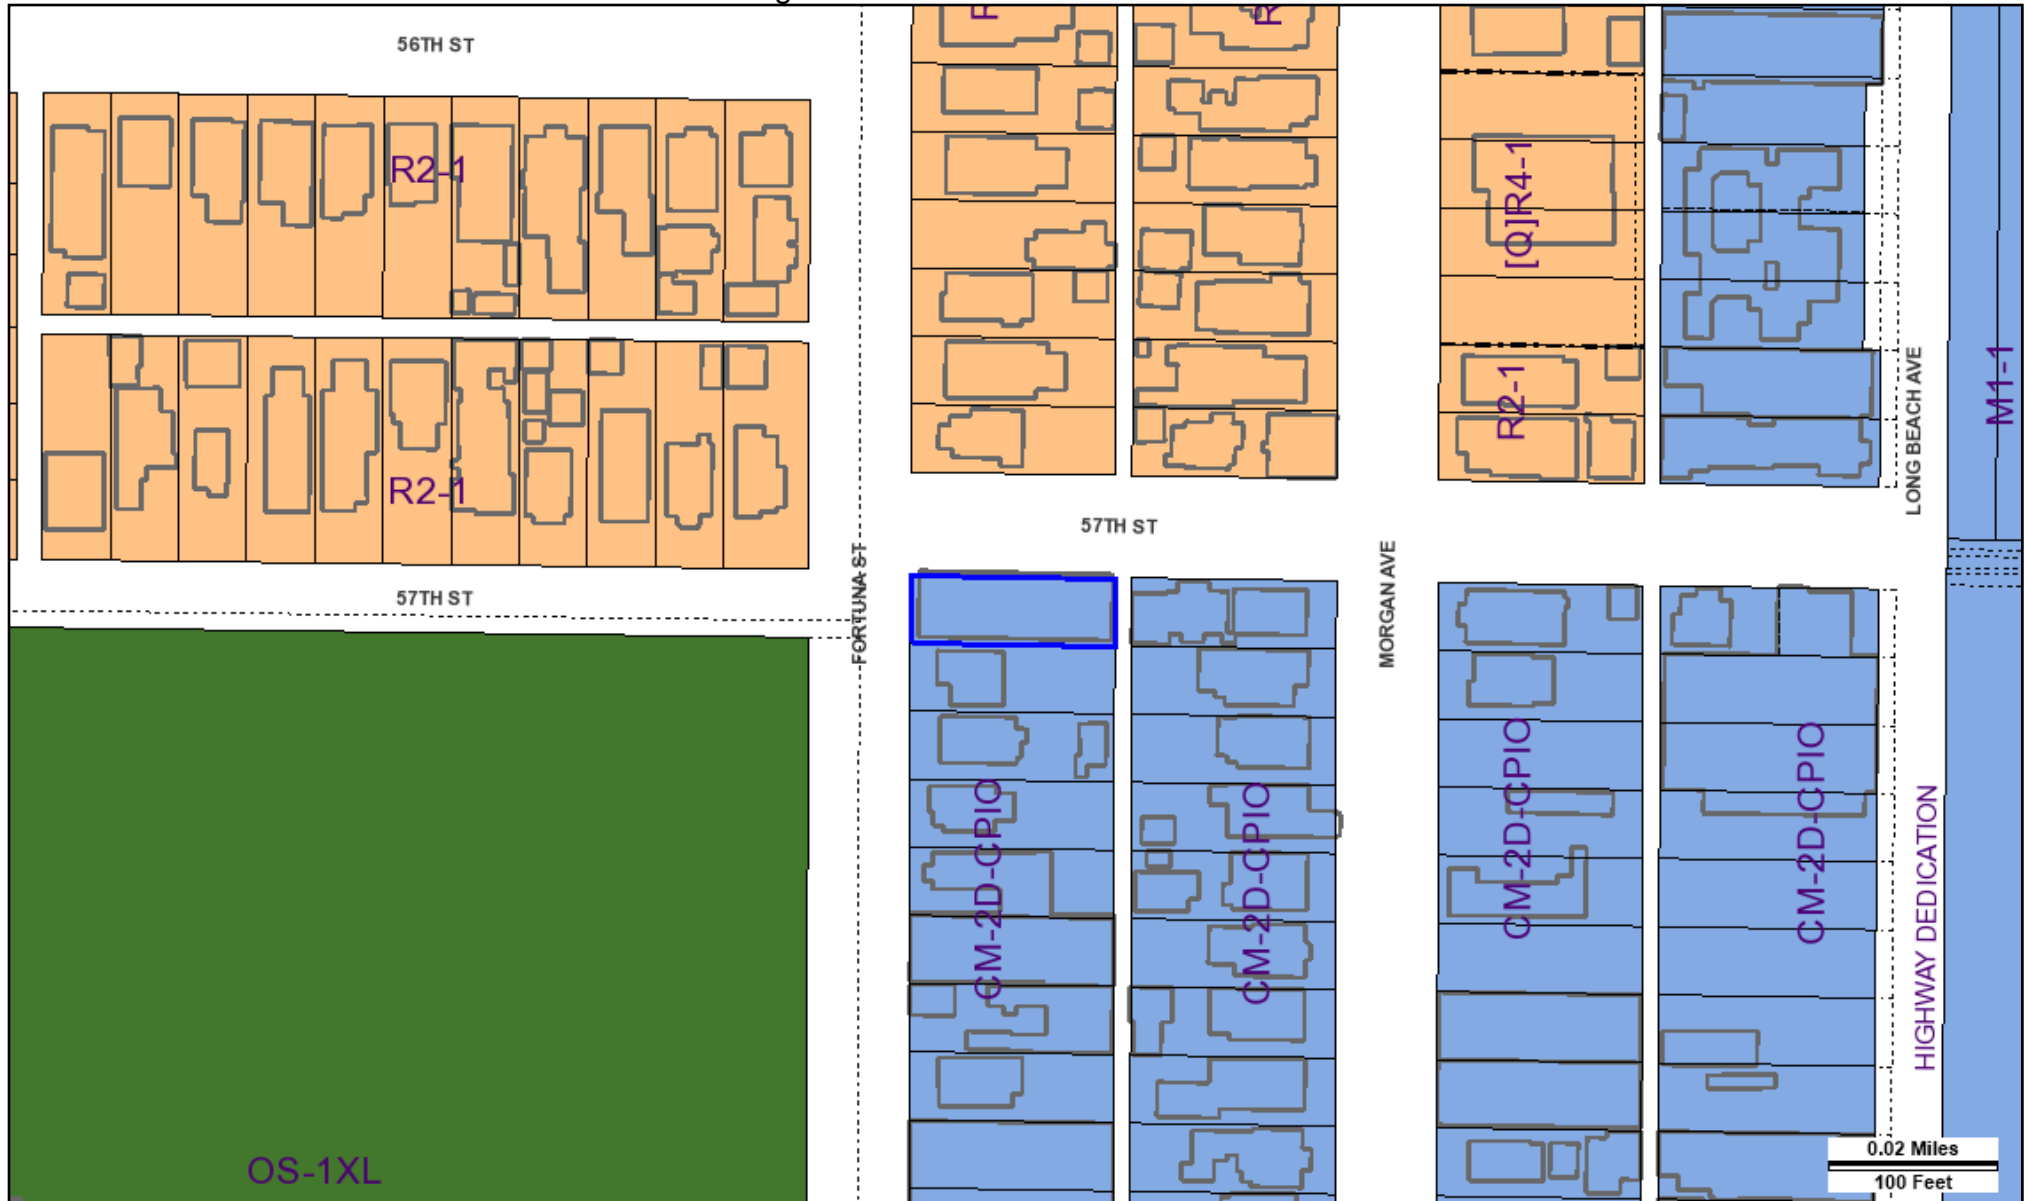 56TH ST
R
R
R2-1
[Q]R4-1
R2-1
M1-1
LONG BEACH AVE
R2-1
57TH ST
57TH ST
FORTUNA ST
MORGAN AVE
CM-2D-CPIO
CM-2D-CPIO
CM-2D-CPIO
CM-2D-CPIO
HIGHWAY DEDICATION
OS-1XL
0.02 Miles
100 Feet